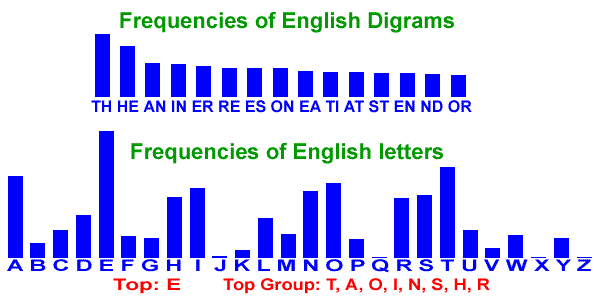 Frequencies of English Digrams
TH HE AN IN ER RE ES ON EA TI AT ST EN ND OR
Frequencies of English letters
A B C D E F G H I J K L M N O P Q R S T U V W X Y Z
Top: E Top Group: T, A, O, I, N, S, H, R